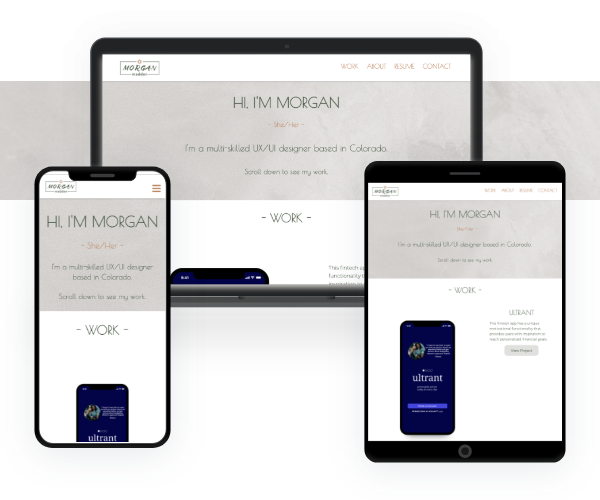 MORGAN
WORK ABOUT RESUME CONTACT
HI, I'M MORGAN
- She/Her -
I'm a multi-skilled UX/UI designer based in Colorado.
Scroll down to see my work.
- WORK -
This fintech ap
functionality t
MORGAN
HI, I'M MORGAN
- She/Her -
I'm a multi-skilled UX/UI designer
based in Colorado.
Scroll down to see my work.
- WORK -
ultrant
MORGAN
WORK ABOUT RESUME CONTACT
HI, I'M MORGAN
- She/Her -
I'm a multi-skilled UX/UI designer based in Colorado.
Scroll down to see my work.
- WORK -
ULTRANT
This fintech app has a unique
motivational functionality that
provides users with inspiration to
reach personalized financial goals.
View Project
ultrant